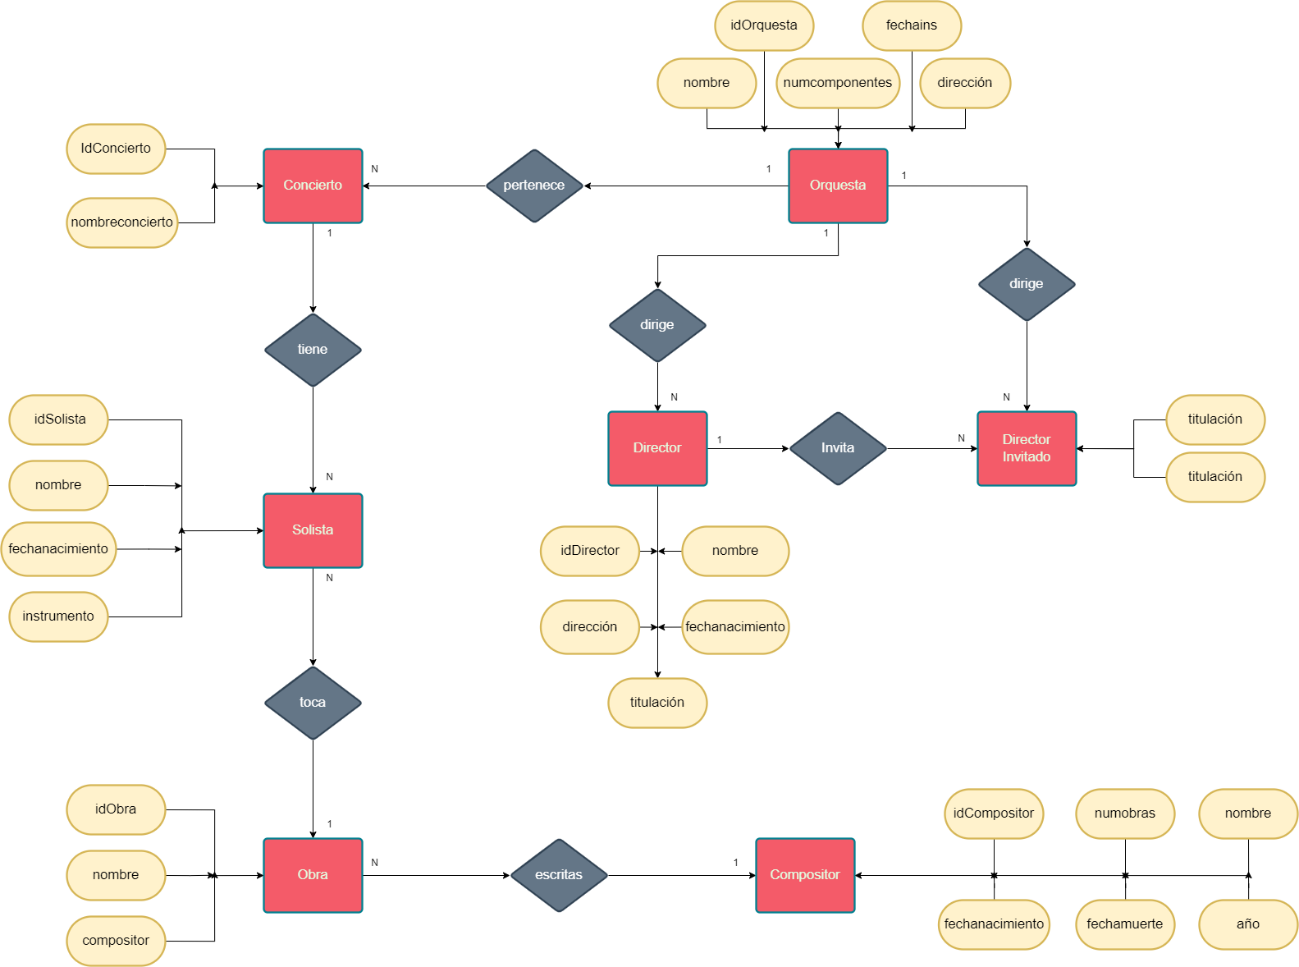 idOrquesta
fechains
nombre
numcomponentes
dirección
IdConcierto
Concierto
N
pertenece
1
Orquesta
1
nombreconcierto
1
1
dirige
dirige
tiene
N
N
idSolista
Director
1
Invita
N
Director
Invitado
titulación
titulación
nombre
N
Solista
fechanacimiento
N
instrumento
idDirector
nombre
dirección
fechanacimiento
titulación
toca
idObra
1
idCompositor
numobras
nombre
nombre
Obra
N
escritas
1
Compositor
compositor
fechanacimiento
fechamuerte
año